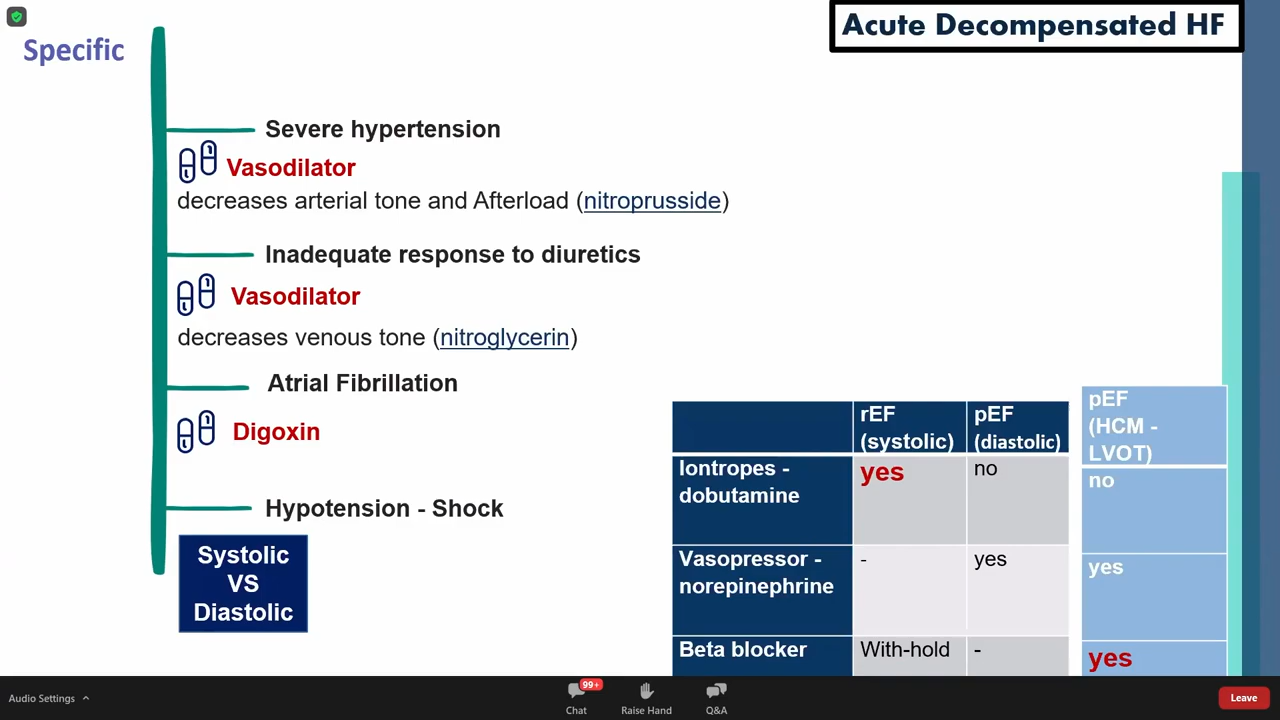 Acute Decompensated HF
Specific
Severe hypertension
Vasodilator
decreases arterial tone and Afterload (nitroprusside)
Inadequate response to diuretics
Vasodilator
decreases venous tone (nitroglycerin)
Atrial Fibrillation
Digoxin
Hypotension - Shock
Systolic
VS
Diastolic
rEF
(systolic)
pEF
(diastolic)
pEF
(HCM -
LVOT)
Iontropes -
dobutamine
yes
no
no
Vasopressor -
norepinephrine
-
yes
yes
Beta blocker
With-hold
-
yes
Audio Settings
99+
Chat
Raise Hand
Q&A
Leave